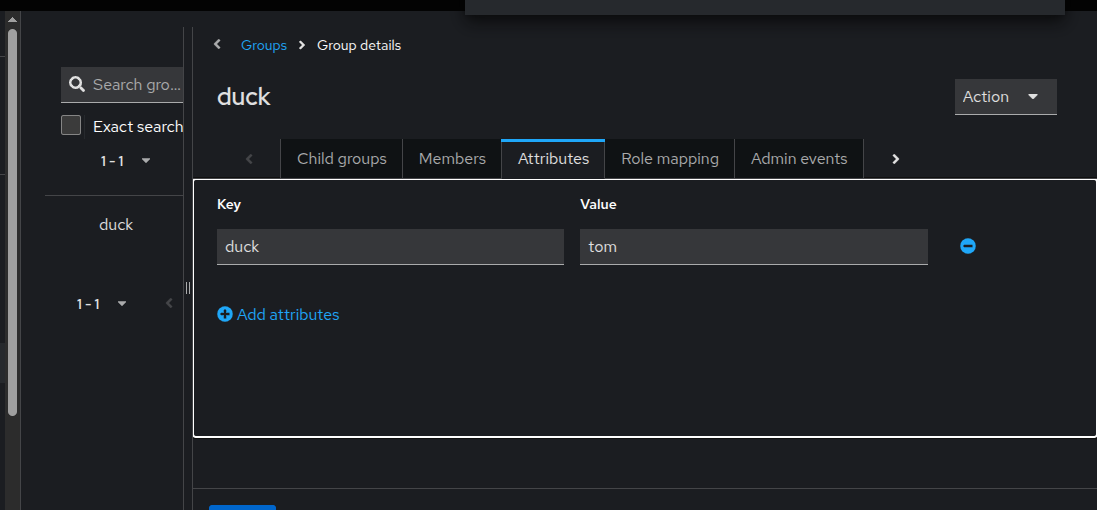 Groups > Group details
Search gro...
Exact search
1 - 1
duck
1 - 1
duck
Action
Child groups
Members
Attributes
Role mapping
Admin events
Key
Value
duck
tom
Add attributes